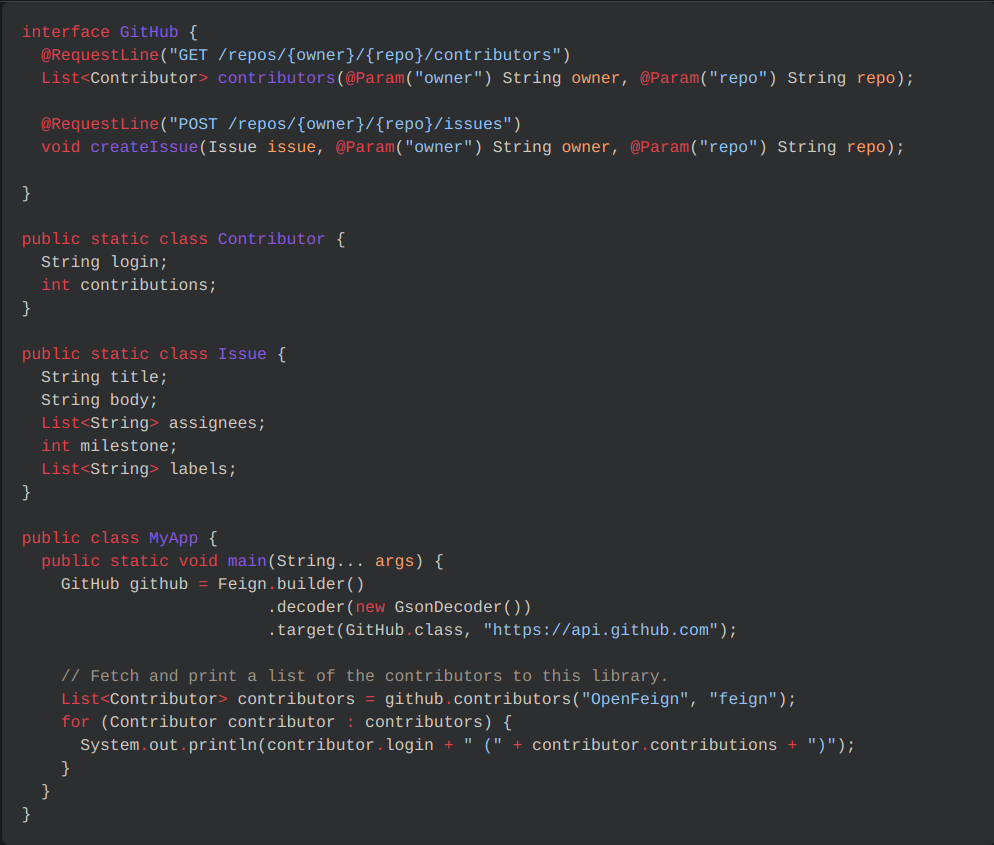 interface GitHub {
  @RequestLine("GET /repos/{owner}/{repo}/contributors")
  List<Contributor> contributors(@Param("owner") String owner, @Param("repo") String repo);

  @RequestLine("POST /repos/{owner}/{repo}/issues")
  void createIssue(Issue issue, @Param("owner") String owner, @Param("repo") String repo);

}

public static class Contributor {
  String login;
  int contributions;
}

public static class Issue {
  String title;
  String body;
  List<String> assignees;
  int milestone;
  List<String> labels;
}

public class MyApp {
  public static void main(String... args) {
    GitHub github = Feign.builder()
                         .decoder(new GsonDecoder())
                         .target(GitHub.class, "https://api.github.com");

    // Fetch and print a list of the contributors to this library.
    List<Contributor> contributors = github.contributors("OpenFeign", "feign");
    for (Contributor contributor : contributors) {
      System.out.println(contributor.login + " (" + contributor.contributions + ")");
    }
  }
}